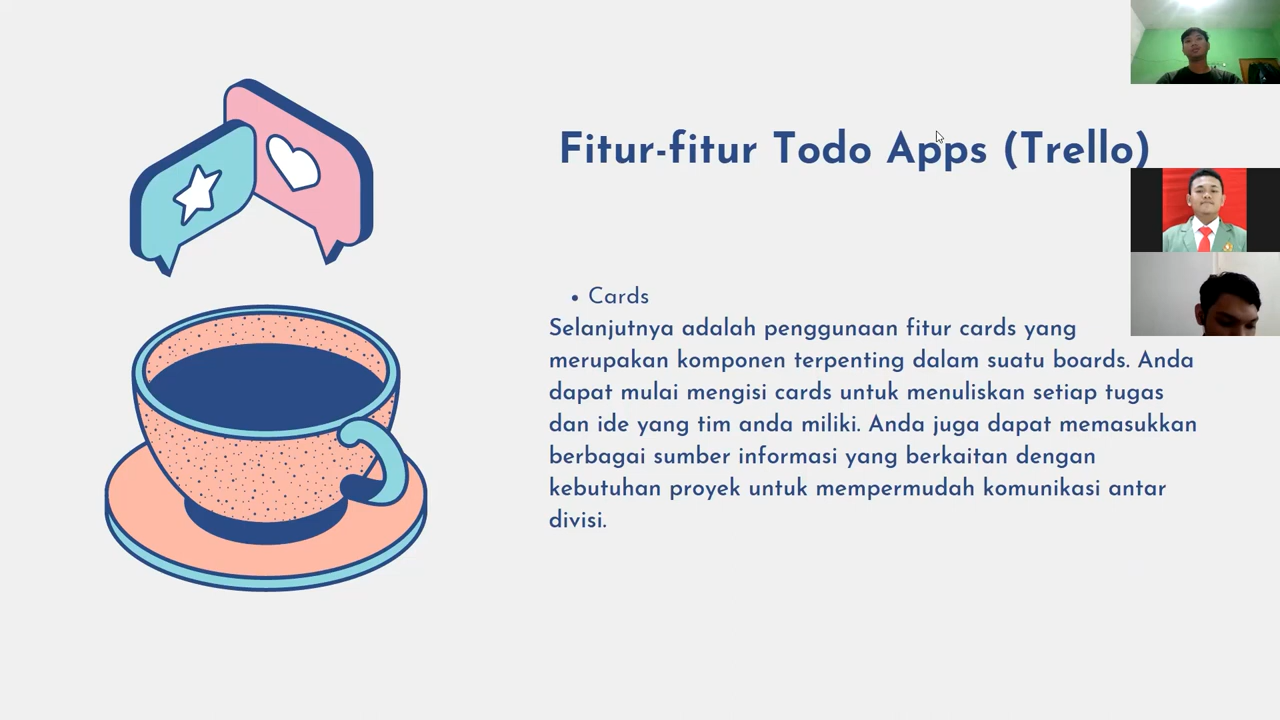 Fitur-fitur Todo Apps (Trello)
• Cards
Selanjutnya adalah penggunaan fitur cards yang
merupakan komponen terpenting dalam suatu boards. Anda
dapat mulai mengisi cards untuk menuliskan setiap tugas
dan ide yang tim anda miliki. Anda juga dapat memasukkan
berbagai sumber informasi yang berkaitan dengan
kebutuhan proyek untuk mempermudah komunikasi antar
divisi.